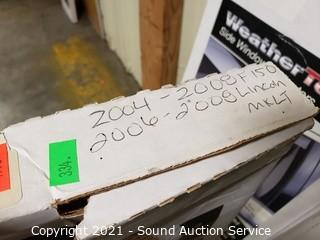 WeatherTe
Side Window
2004 - 2008 F150
2006 - 2008 Lincoln
MKLT
334
Copyright 2021 - Sound Auction Service